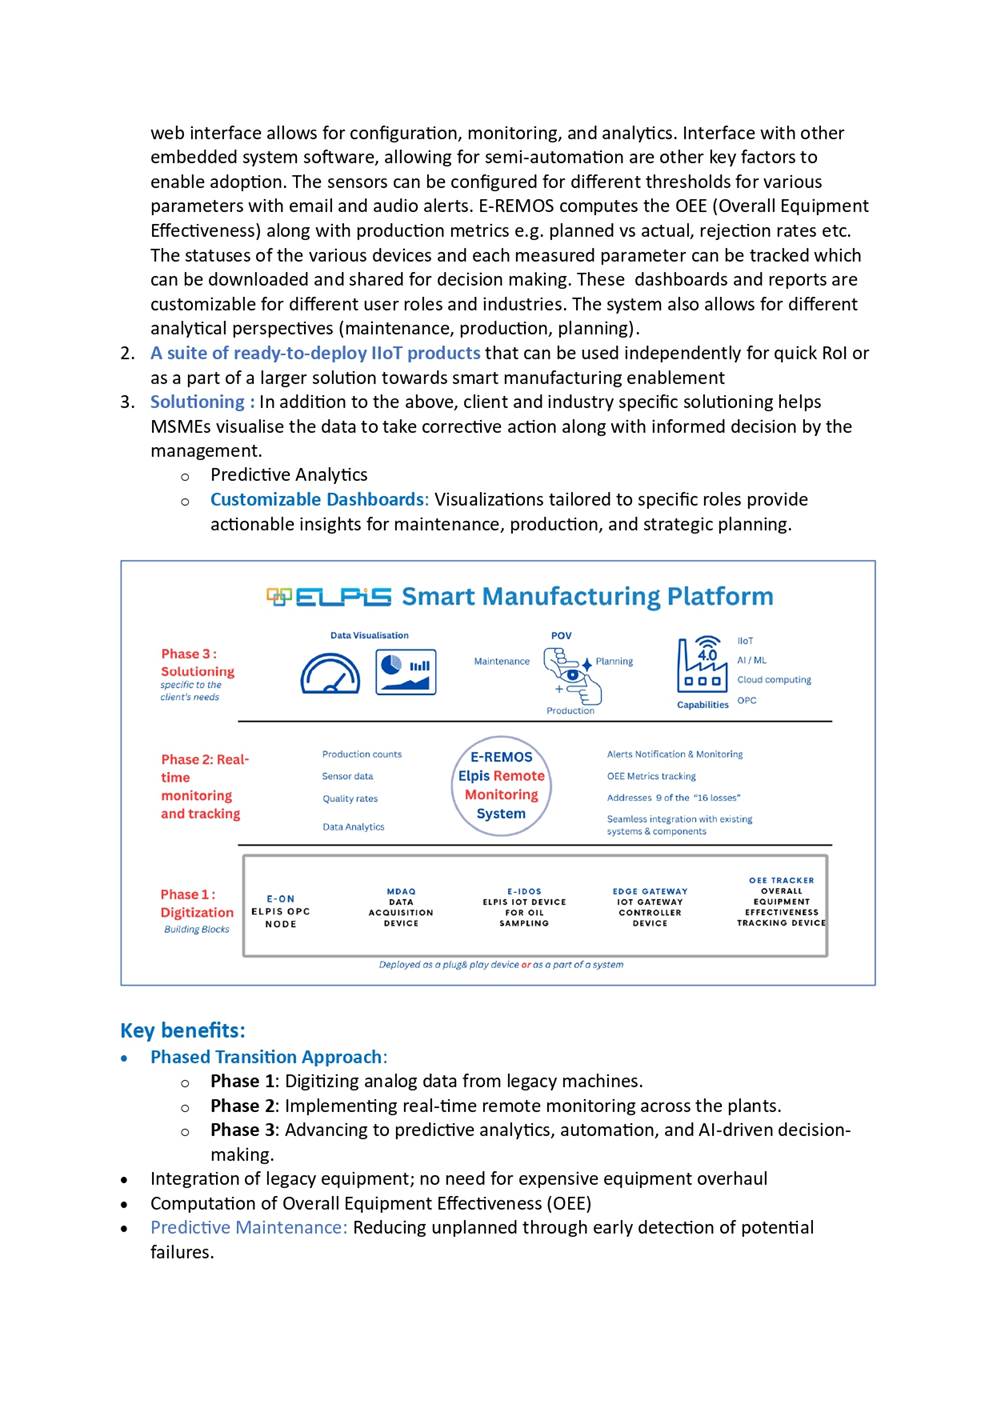 web interface allows for configuration, monitoring, and analytics. Interface with other
embedded system software, allowing for semi-automation are other key factors to
enable adoption. The sensors can be configured for different thresholds for various
parameters with email and audio alerts. E-REMOS computes the OEE (Overall Equipment
Effectiveness) along with production metrics e.g. planned vs actual, rejection rates etc.
The statuses of the various devices and each measured parameter can be tracked which
can be downloaded and shared for decision making. These  dashboards and reports are
customizable for different user roles and industries. The system also allows for different
analytical perspectives (maintenance, production, planning).
2. A suite of ready-to-deploy IIoT products that can be used independently for quick RoI or
as a part of a larger solution towards smart manufacturing enablement
3. Solutioning : In addition to the above, client and industry specific solutioning helps
MSMEs visualise the data to take corrective action along with informed decision by the
management.
o Predictive Analytics
o Customizable Dashboards: Visualizations tailored to specific roles provide
actionable insights for maintenance, production, and strategic planning.
ELPiS Smart Manufacturing Platform
Phase 3 :
Solutioning
specific to the
client's needs
Data Visualisation
POV
Maintenance
Planning
Production
4.0
Capabilities
IIoT
AI / ML
Cloud computing
OPC
Phase 2: Real-
time
monitoring
and tracking
Production counts
Sensor data
Quality rates
Data Analytics
E-REMOS
Elpis Remote
Monitoring
System
Alerts Notification & Monitoring
OEE Metrics tracking
Addresses 9 of the "16 losses"
Seamless integration with existing
systems & components
Phase 1 :
Digitization
Building Blocks
E-ON
ELPIS OPC
NODE
MDAQ
DATA
ACQUISITION
DEVICE
E-IDOS
ELPIS IOT DEVICE
FOR OIL
SAMPLING
EDGE GATEWAY
IOT GATEWAY
CONTROLLER
DEVICE
OEE TRACKER
OVERALL
EQUIPMENT
EFFECTIVENESS
TRACKING DEVICE
Deployed as a plug& play device or as a part of a system
Key benefits:
• Phased Transition Approach:
o Phase 1: Digitizing analog data from legacy machines.
o Phase 2: Implementing real-time remote monitoring across the plants.
o Phase 3: Advancing to predictive analytics, automation, and AI-driven decision-
making.
• Integration of legacy equipment; no need for expensive equipment overhaul
• Computation of Overall Equipment Effectiveness (OEE)
• Predictive Maintenance: Reducing unplanned through early detection of potential
failures.